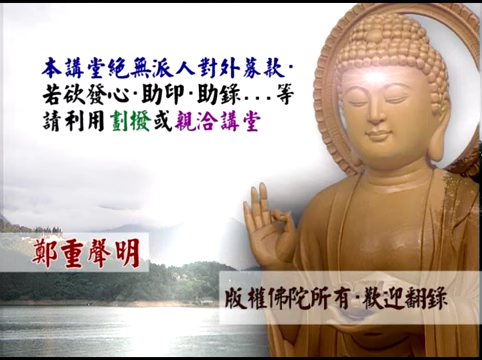 本講堂絕無派人對外募款·
若欲發心·助印·助錄...等
請利用劃撥或親洽講堂
鄭重聲明
版權佛院所有·歡迎翻錄